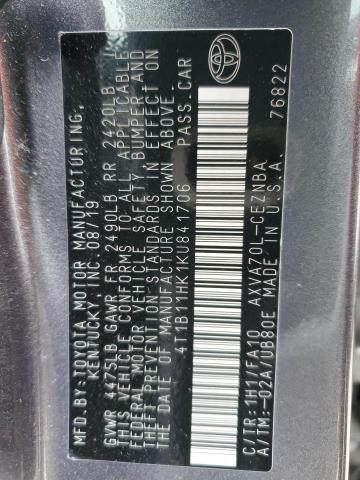 MFD. BY: TOYOTA MOTOR MANUFACTURING,
KENTUCKY, INC. 08/19
GVWR 4475LB GAWR FR 2490LB RR 2420LB
THIS VEHICLE CONFORMS TO ALL APPLICABLE
FEDERAL MOTOR VEHICLE SAFETY, BUMPER AND
THEFT PREVENTION STANDARDS IN EFFECT ON
THE DATE OF MANUFACTURE SHOWN ABOVE.
4T1B11HK1KU841706 PASS. CAR
C/TR: 1H1/FA10 AXVA70L-CEZNBA
A/TM: -02A/UB80E MADE IN U.S.A.
76822